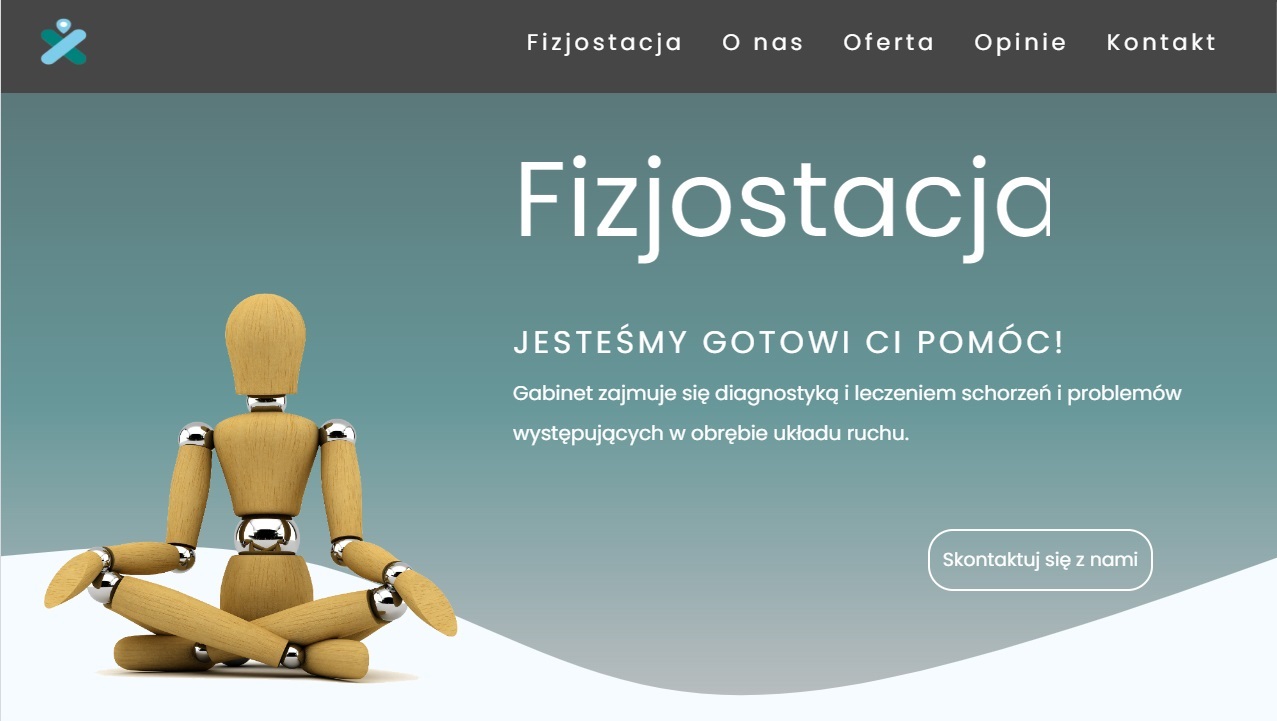 Fizjostacja O nas Oferta Opinie Kontakt
Fizjostacja
JESTEŚMY GOTOWI CI POMÓC!
Gabinet zajmuje się diagnostyką i leczeniem schorzeń i problemów
występujących w obrębie układu ruchu.
Skontaktuj się z nami